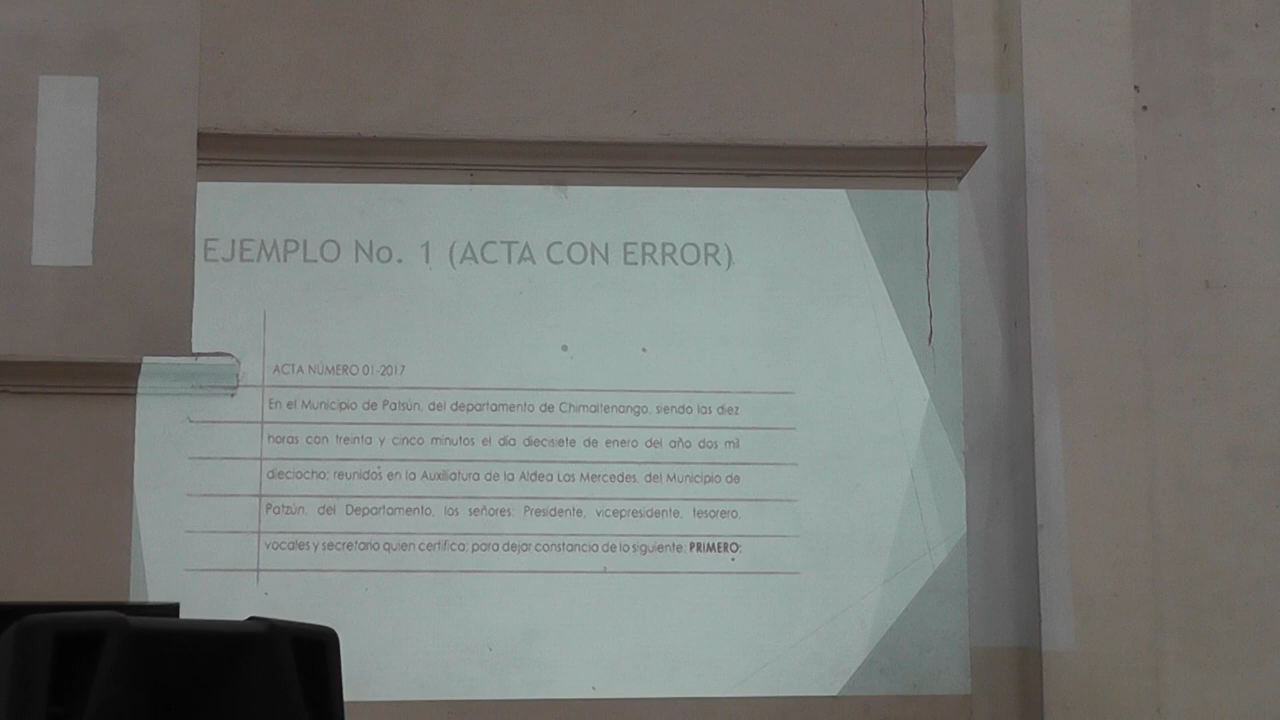 EJEMPLO No. 1 (ACTA CON ERROR)
ACTA NÚMERO 01-2017
En el Municipio de Patsún, del departamento de Chimaltenango, siendo las diez
horas con treinta y cinco minutos el día diecisiete de enero del año dos mil
dieciocho; reunidos en la Auxiliatura de la Aldea Las Mercedes, del Municipio de
Patzún, del Departamento, los señores: Presidente, vicepresidente, tesorero,
vocales y secretario quien certifica; para dejar constancia de lo siguiente: PRIMERO: